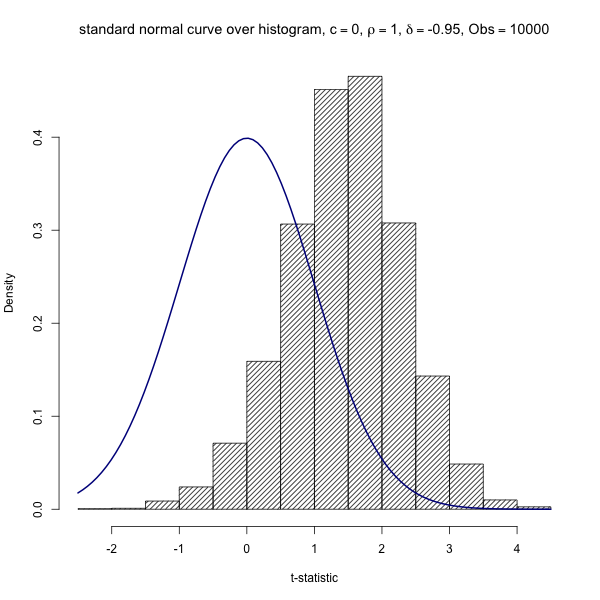 standard normal curve over histogram, c = 0, ρ = 1, δ = -0.95, Obs = 10000
Density
0.4
0.3
0.2
0.1
0.0
-2 -1 0 1 2 3 4
t-statistic